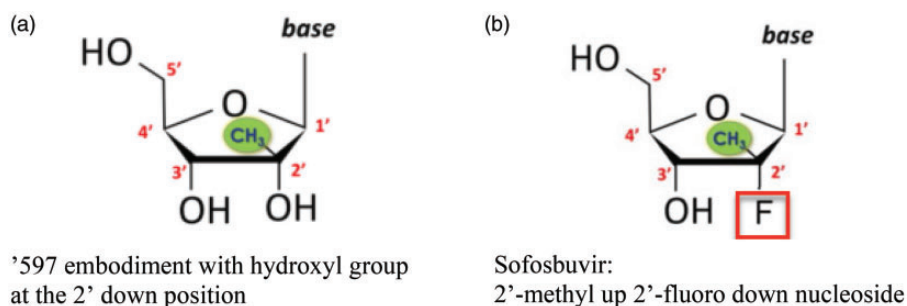 (a)
base
HO
5'
O
4'
CH3
1'
3'
2'
OH
OH
’597 embodiment with hydroxyl group
at the 2’ down position
(b)
base
HO
5'
O
4'
CH3
1'
3'
2'
OH
F
Sofosbuvir:
2’-methyl up 2’-fluoro down nucleoside